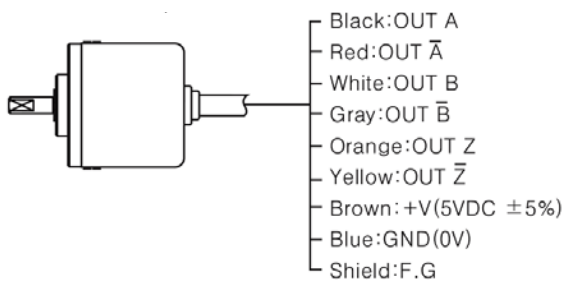 Black:OUT A
Red:OUT A̅
White:OUT B
Gray:OUT B̅
Orange:OUT Z
Yellow:OUT Z̅
Brown:+V(5VDC ±5%)
Blue:GND(0V)
Shield:F.G